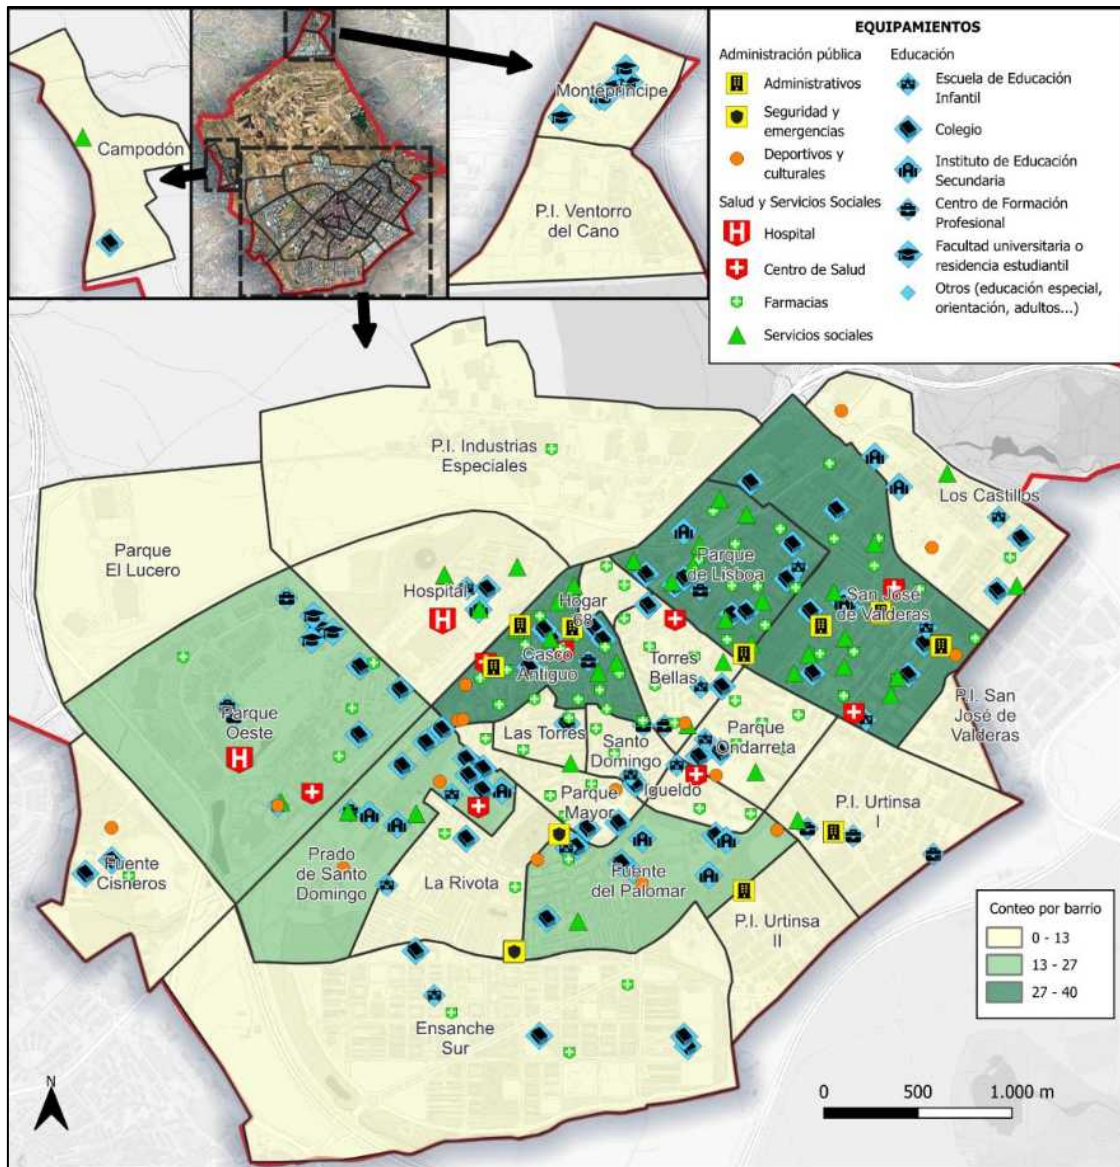 EQUIPAMIENTOS
Administración pública
Administrativos
Seguridad y
emergencias
Deportivos y
culturales
Salud y Servicios Sociales
Hospital
Centro de Salud
Farmacias
Servicios sociales
Educación
Escuela de Educación
Infantil
Colegio
Instituto de Educación
Secundaria
Centro de Formación
Profesional
Facultad universitaria o
residencia estudiantil
Otros (educación especial,
orientación, adultos...)
Campodón
Montepríncipe
P.I. Ventorro
del Cano
P.I. Industrias
Especiales
Los Castillos
Parque
El Lucero
Hospital
Parque
de Lisboa
Hogar
68
San José
de Valderas
Casco
Antiguo
Torres
Bellas
P.I. San
José de
Valderas
Parque
Oeste
Las Torres
Santo
Domingo
Parque
Ondarreta
Igueldo
Parque
Mayor
P.I. Urtinsa
I
Fuente
Cisneros
Prado
de Santo
Domingo
La Rivota
Fuente
del Palomar
P.I. Urtinsa
II
Ensanche
Sur
Conteo por barrio
0 - 13
13 - 27
27 - 40
N
0 500 1.000 m